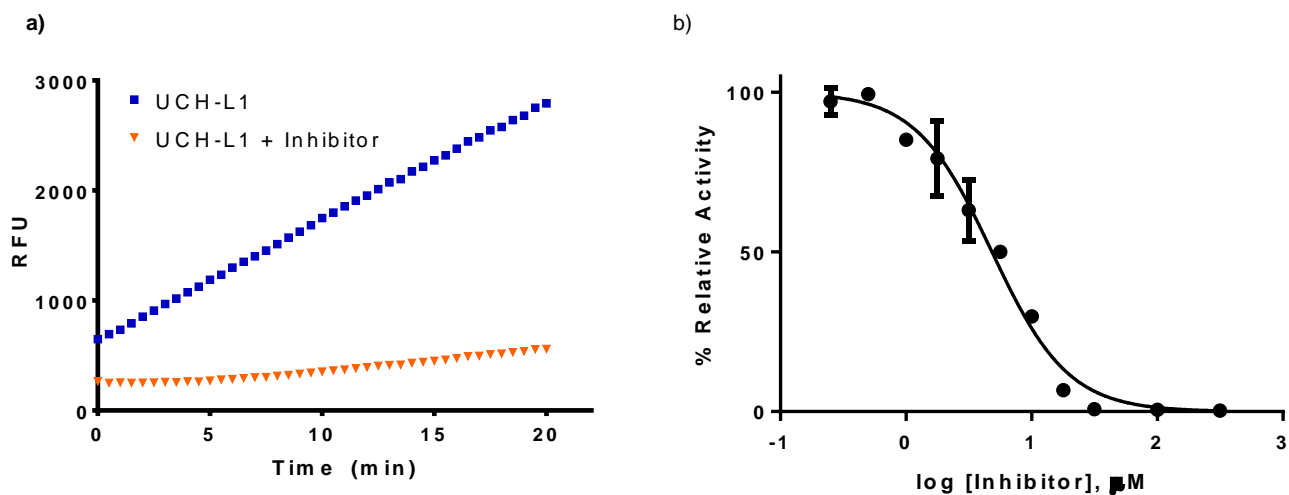 a)
3000
2000
1000
0
RFU
UCH-L1
UCH-L1 + Inhibitor
0 5 10 15 20
Time (min)
b)
100
50
0
% Relative Activity
-1 0 1 2 3
log [Inhibitor], μM